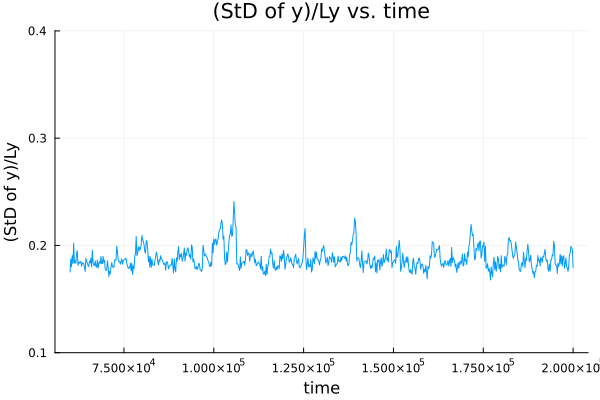 (StD of y)/Ly vs. time
(StD of y)/Ly
0.4
0.3
0.2
0.1
7.500×10⁴ 1.000×10⁵ 1.250×10⁵ 1.500×10⁵ 1.750×10⁵ 2.000×10
time